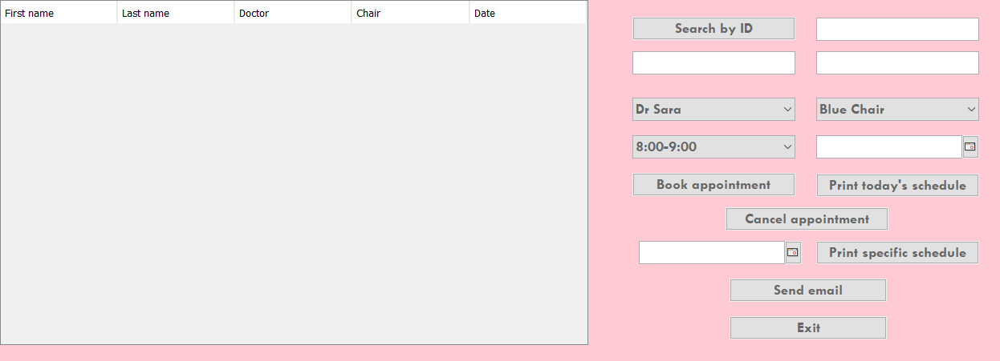 First name Last name Doctor Chair Date
Search by ID
Dr Sara Blue Chair
8:00-9:00
Book appointment Print today's schedule
Cancel appointment
Print specific schedule
Send email
Exit